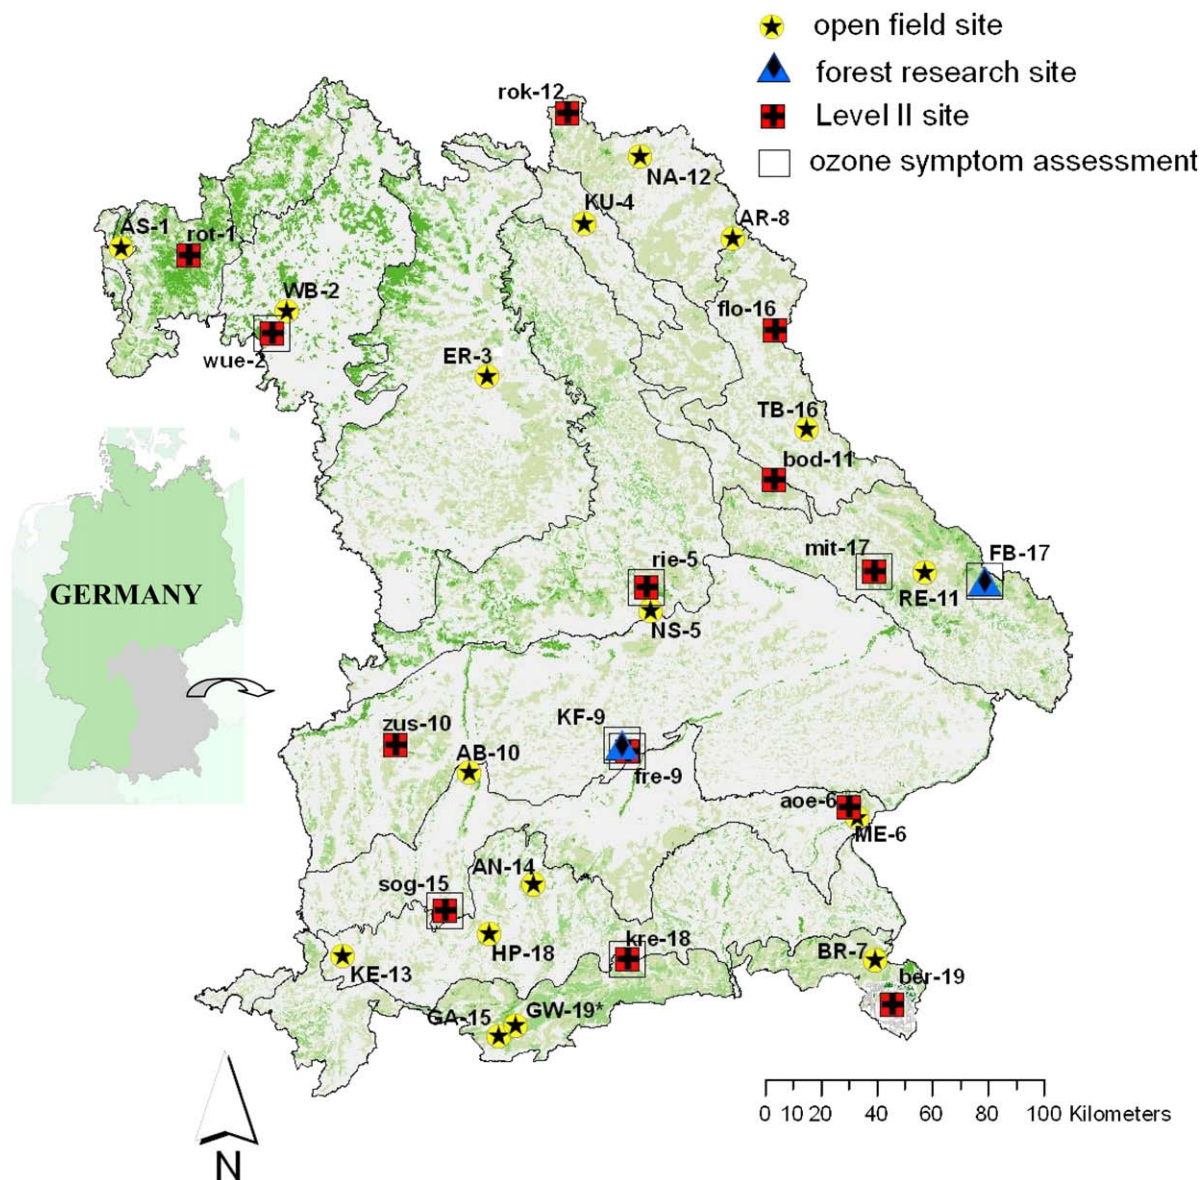 open field site
forest research site
Level II site
ozone symptom assessment
rok-12
NA-12
KU-4
AR-8
AS-1
rot-1
WB-2
wue-2
flo-16
ER-3
TB-16
bod-11
GERMANY
mit-17
FB-17
rie-5
RE-11
NS-5
KF-9
zus-10
AB-10
fre-9
aoe-6
ME-6
AN-14
sog-15
HP-18
kre-18
BR-7
KE-13
ber-19
GA-15
GW-19*
0 10 20 40 60 80 100 Kilometers
N